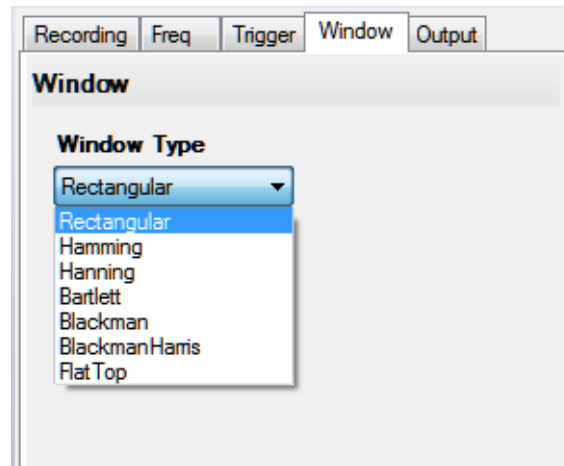 Recording Freq Trigger Window Output
Window
Window Type
Rectangular
Rectangular
Hamming
Hanning
Bartlett
Blackman
BlackmanHarris
FlatTop